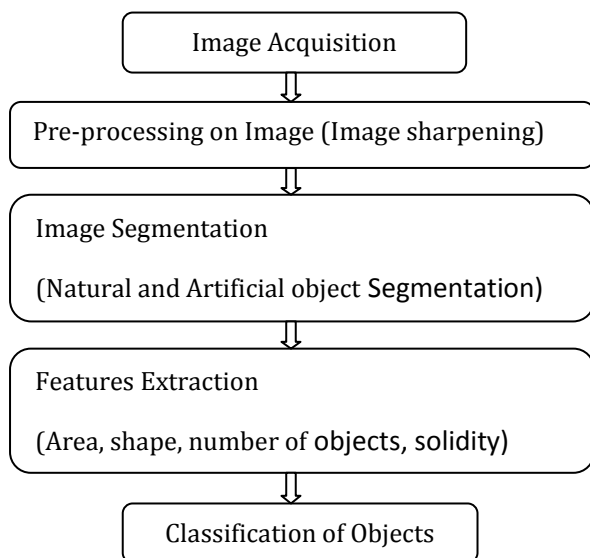 Image Acquisition
Pre-processing on Image (Image sharpening)
Image Segmentation
(Natural and Artificial object Segmentation)
Features Extraction
(Area, shape, number of objects, solidity)
Classification of Objects